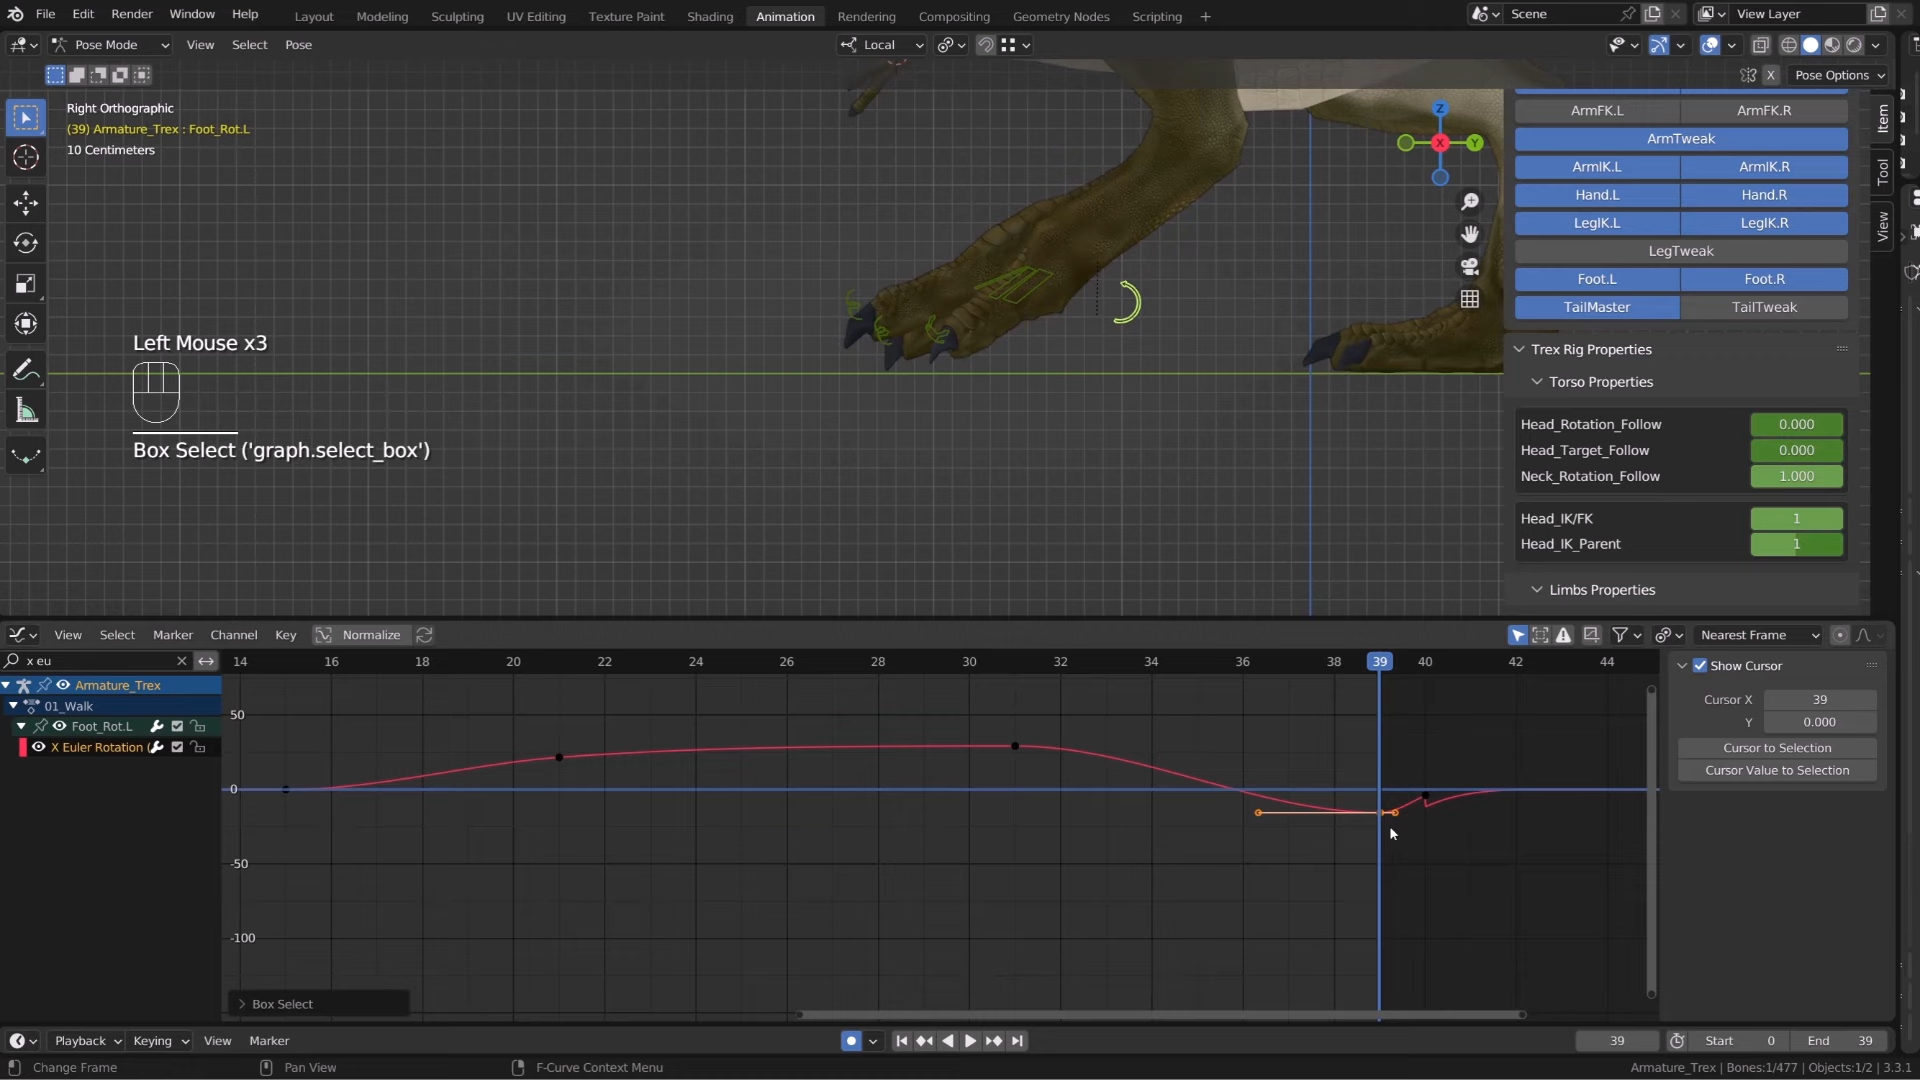 File Edit Render Window Help Layout Modeling Sculpting UV Editing Texture Paint Shading Animation Rendering Compositing Geometry Nodes Scripting + Scene View Layer
Pose Mode View Select Pose Local
X Pose Options
Right Orthographic
(39) Armature_Trex : Foot_Rot.L
10 Centimeters
Z
X
Y
ArmFK.L ArmFK.R
ArmTweak
ArmIK.L ArmIK.R
Hand.L Hand.R
LegIK.L LegIK.R
LegTweak
Foot.L Foot.R
TailMaster TailTweak
Item
Tool
View
Trex Rig Properties
Torso Properties
Head_Rotation_Follow 0.000
Head_Target_Follow 0.000
Neck_Rotation_Follow 1.000
Head_IK/FK 1
Head_IK_Parent 1
Limbs Properties
Left Mouse x3
Box Select ('graph.select_box')
View Select Marker Channel Key Normalize Nearest Frame
x eu 14 16 18 20 22 24 26 28 30 32 34 36 38 39 40 42 44
Armature_Trex
01_Walk
Foot_Rot.L
X Euler Rotation (
50
0
-50
-100
Show Cursor
Cursor X 39
Y 0.000
Cursor to Selection
Cursor Value to Selection
Box Select
Playback Keying View Marker 39 Start 0 End 39
Change Frame Pan View F-Curve Context Menu Armature_Trex | Bones:1/477 | Objects:1/2 | 3.3.1